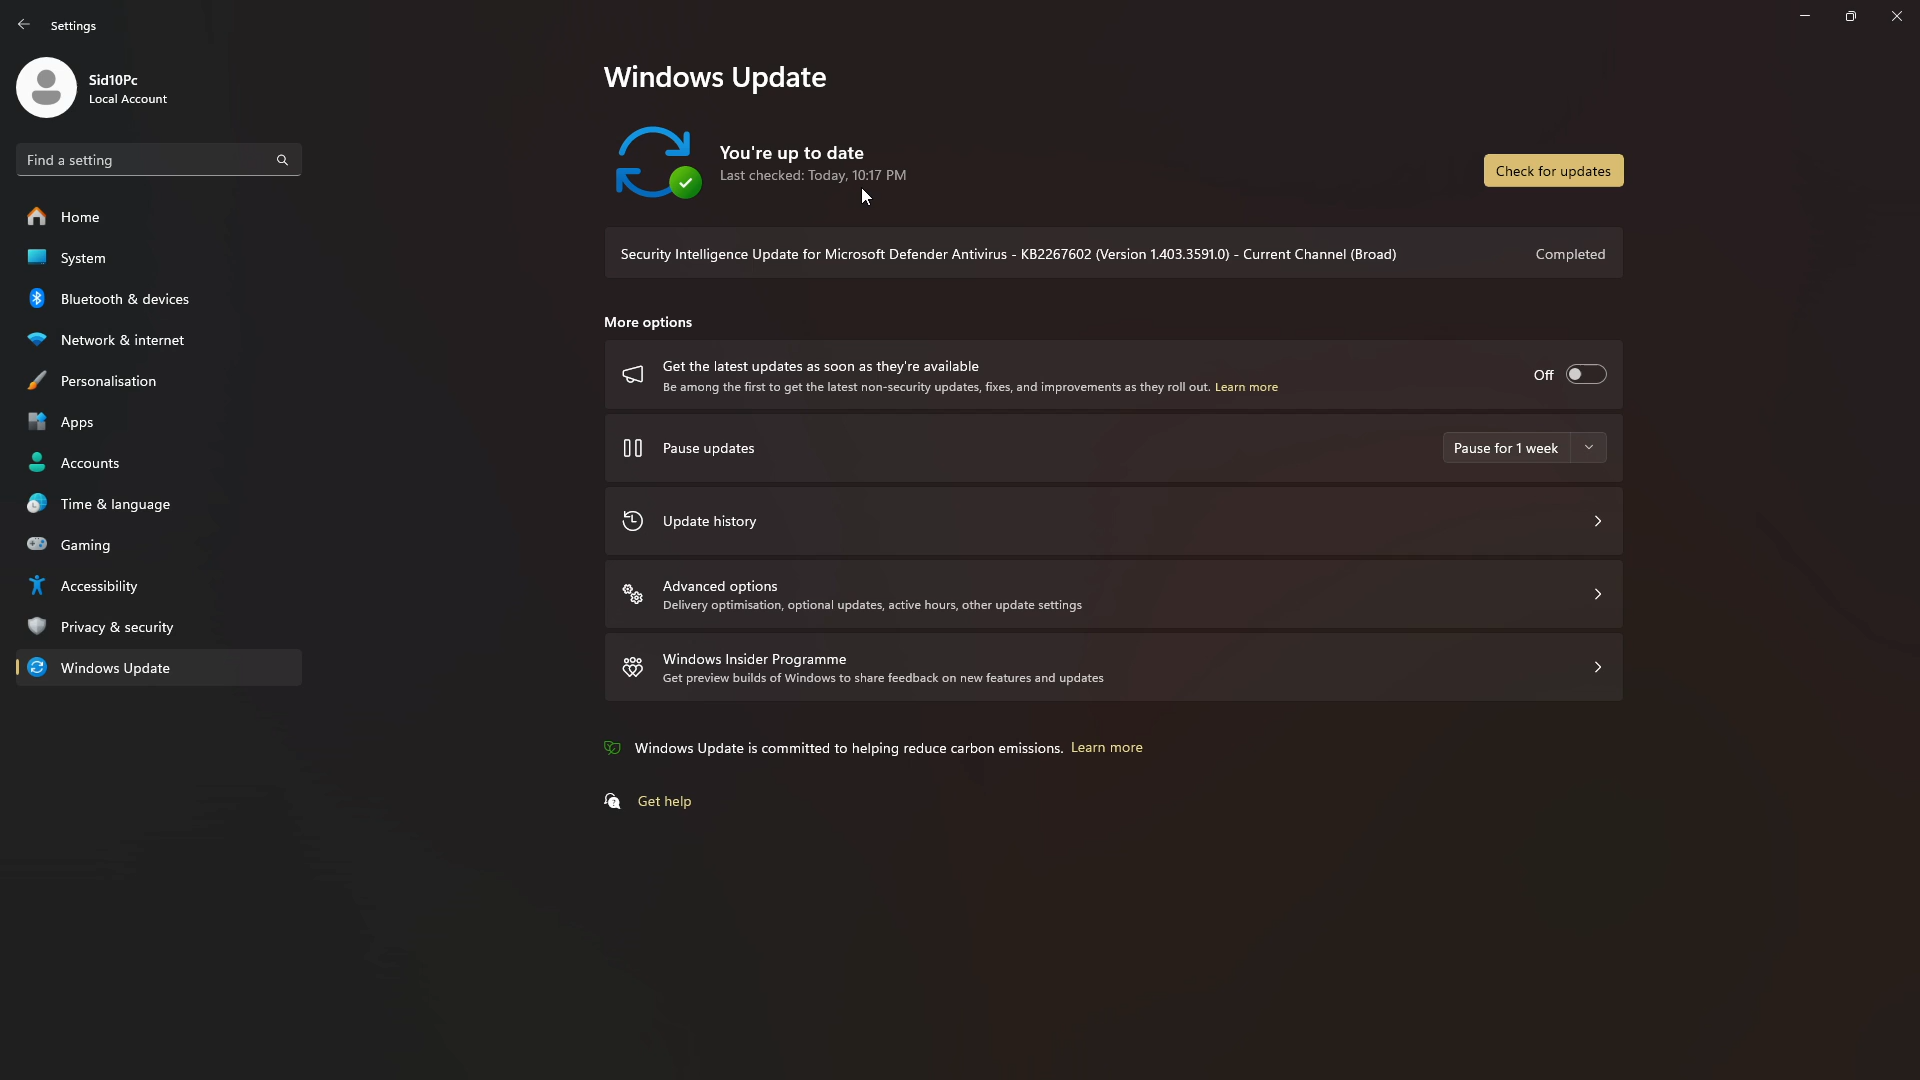 Settings
Sid10Pc
Local Account
Find a setting
Home
System
Bluetooth & devices
Network & internet
Personalisation
Apps
Accounts
Time & language
Gaming
Accessibility
Privacy & security
Windows Update
Windows Update
You're up to date
Last checked: Today, 10:17 PM
Check for updates
Security Intelligence Update for Microsoft Defender Antivirus - KB2267602 (Version 1.403.3591.0) - Current Channel (Broad) Completed
More options
Get the latest updates as soon as they're available
Be among the first to get the latest non-security updates, fixes, and improvements as they roll out. Learn more
Off
Pause updates
Pause for 1 week
Update history
Advanced options
Delivery optimisation, optional updates, active hours, other update settings
Windows Insider Programme
Get preview builds of Windows to share feedback on new features and updates
Windows Update is committed to helping reduce carbon emissions. Learn more
Get help